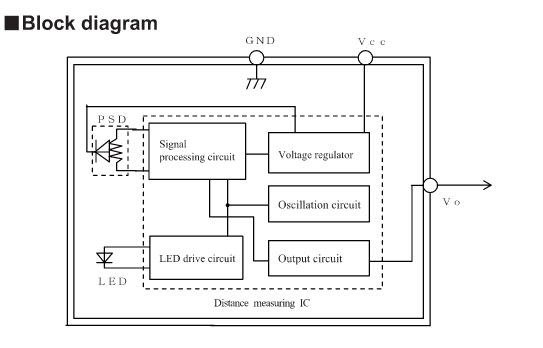 ■Block diagram
GND
Vcc
PSD
Signal
processing circuit
Voltage regulator
Oscillation circuit
Vo
LED drive circuit
Output circuit
LED
Distance measuring IC